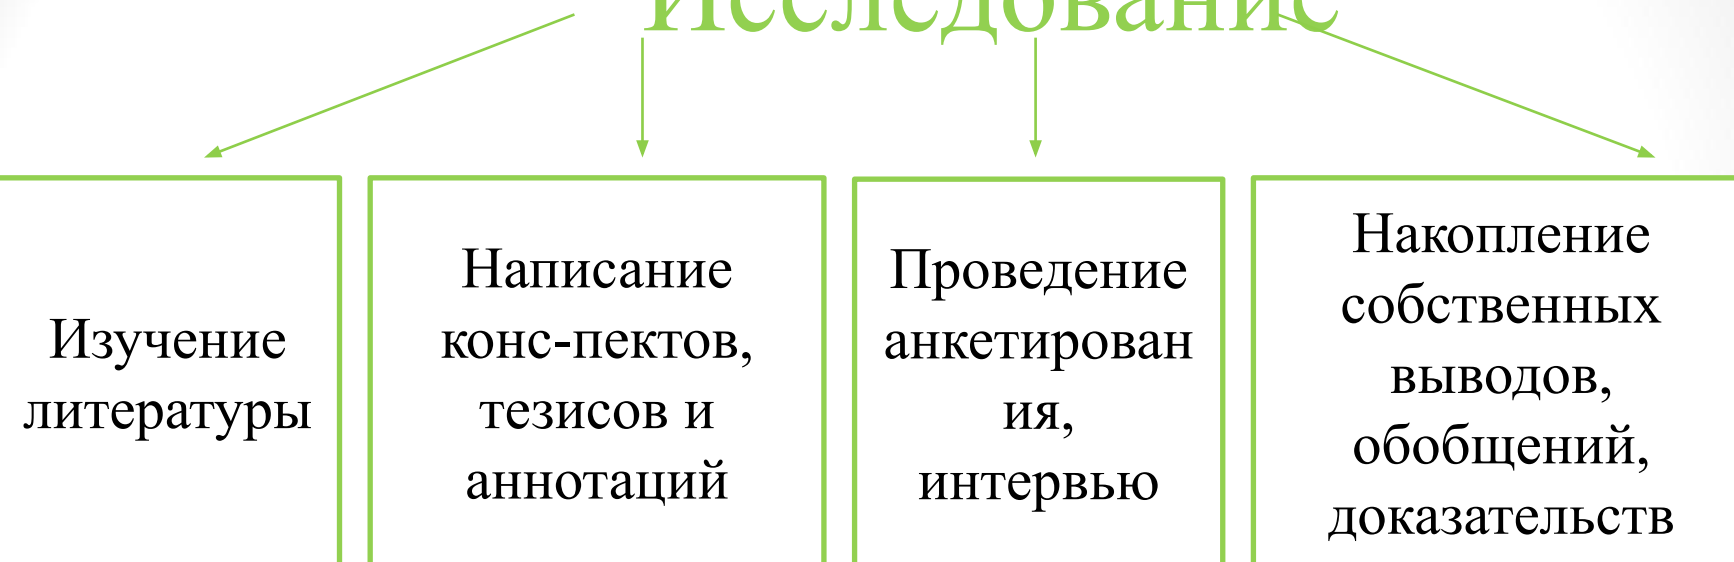 Исследование
Изучение
литературы
Написание
конс-пектов,
тезисов и
аннотаций
Проведение
анкетирован
ия,
интервью
Накопление
собственных
выводов,
обобщений,
доказательств